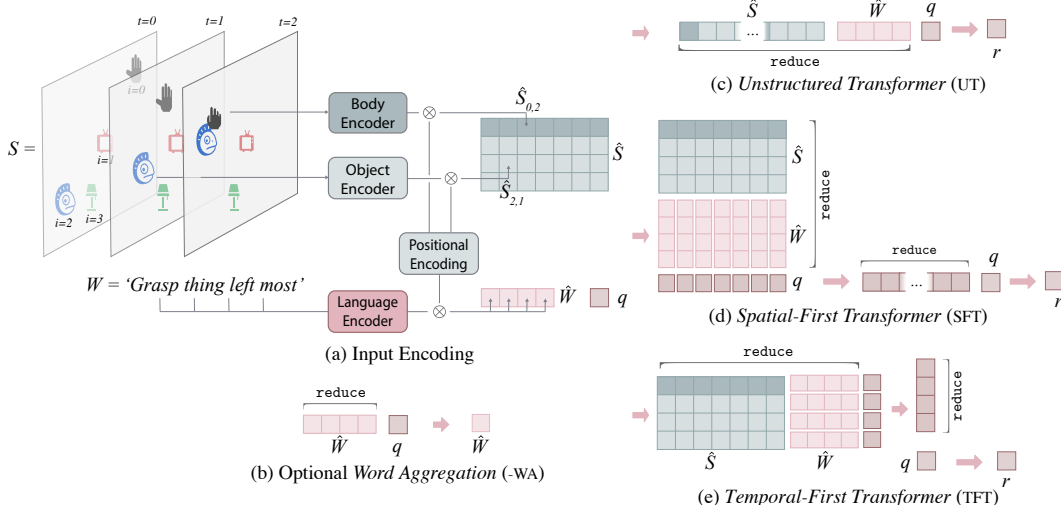 t=0
t=1
t=2
S =
i=0
i=1
i=2
i=3
Body
Encoder
Object
Encoder
Positional
Encoding
Language
Encoder
⊗
⊗
⊗
Ŝ0,2
Ŝ2,1
Ŝ
W = ‘Grasp thing left most’
Ŵ
q
(a) Input Encoding
reduce
Ŵ
q
Ŵ
(b) Optional Word Aggregation (-WA)
Ŝ
...
Ŵ
q
reduce
r
(c) Unstructured Transformer (UT)
Ŝ
Ŵ
reduce
q
reduce
...
q
r
(d) Spatial-First Transformer (SFT)
reduce
Ŝ
Ŵ
reduce
q
r
(e) Temporal-First Transformer (TFT)